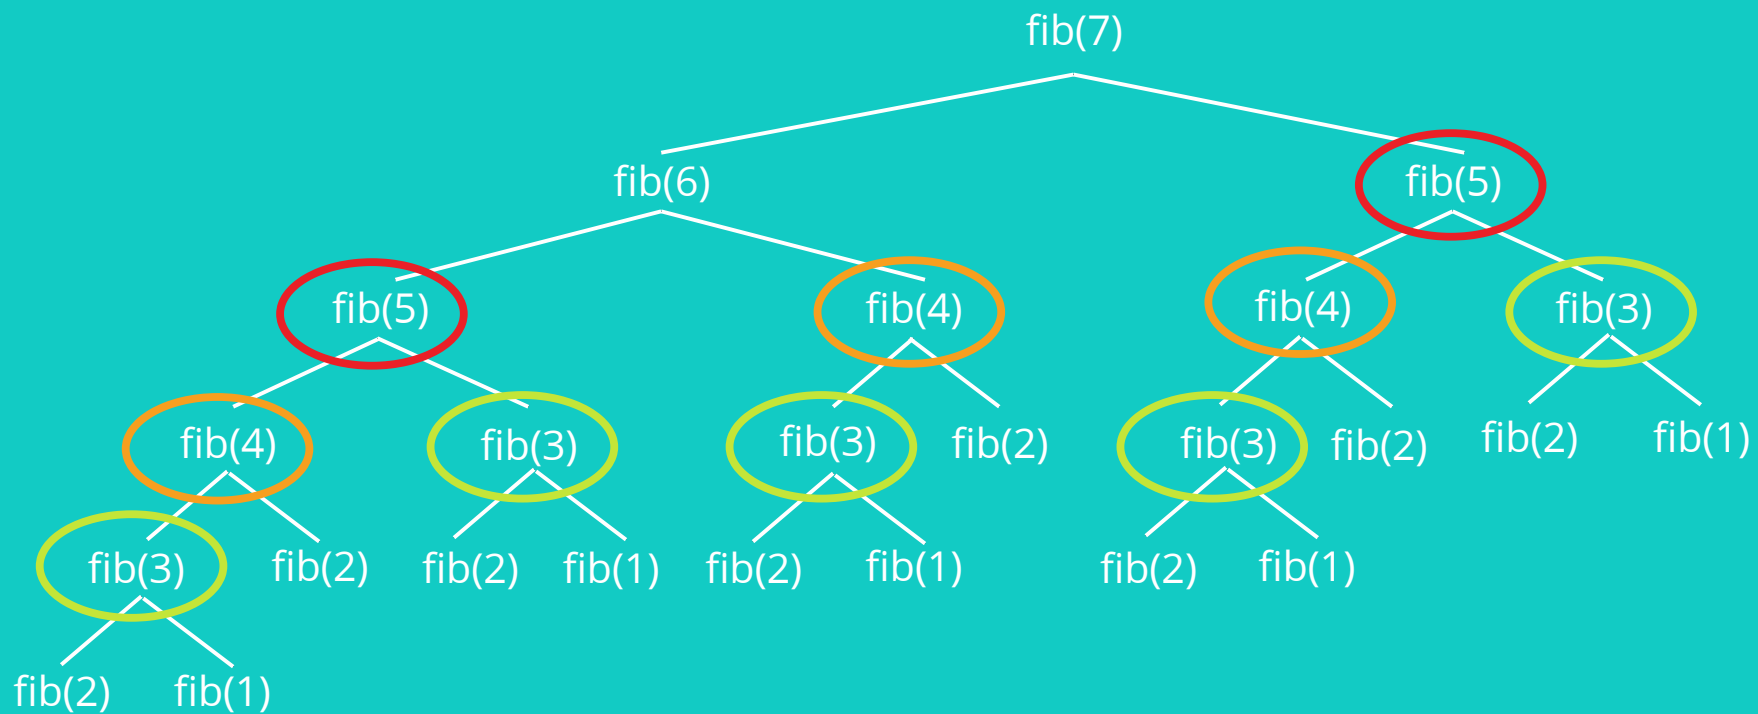 fib(7)
fib(6) fib(5)
fib(5) fib(4) fib(4) fib(3)
fib(4) fib(3) fib(3) fib(2) fib(3) fib(2) fib(2) fib(1)
fib(3) fib(2) fib(2) fib(1) fib(2) fib(1) fib(2) fib(1)
fib(2) fib(1)